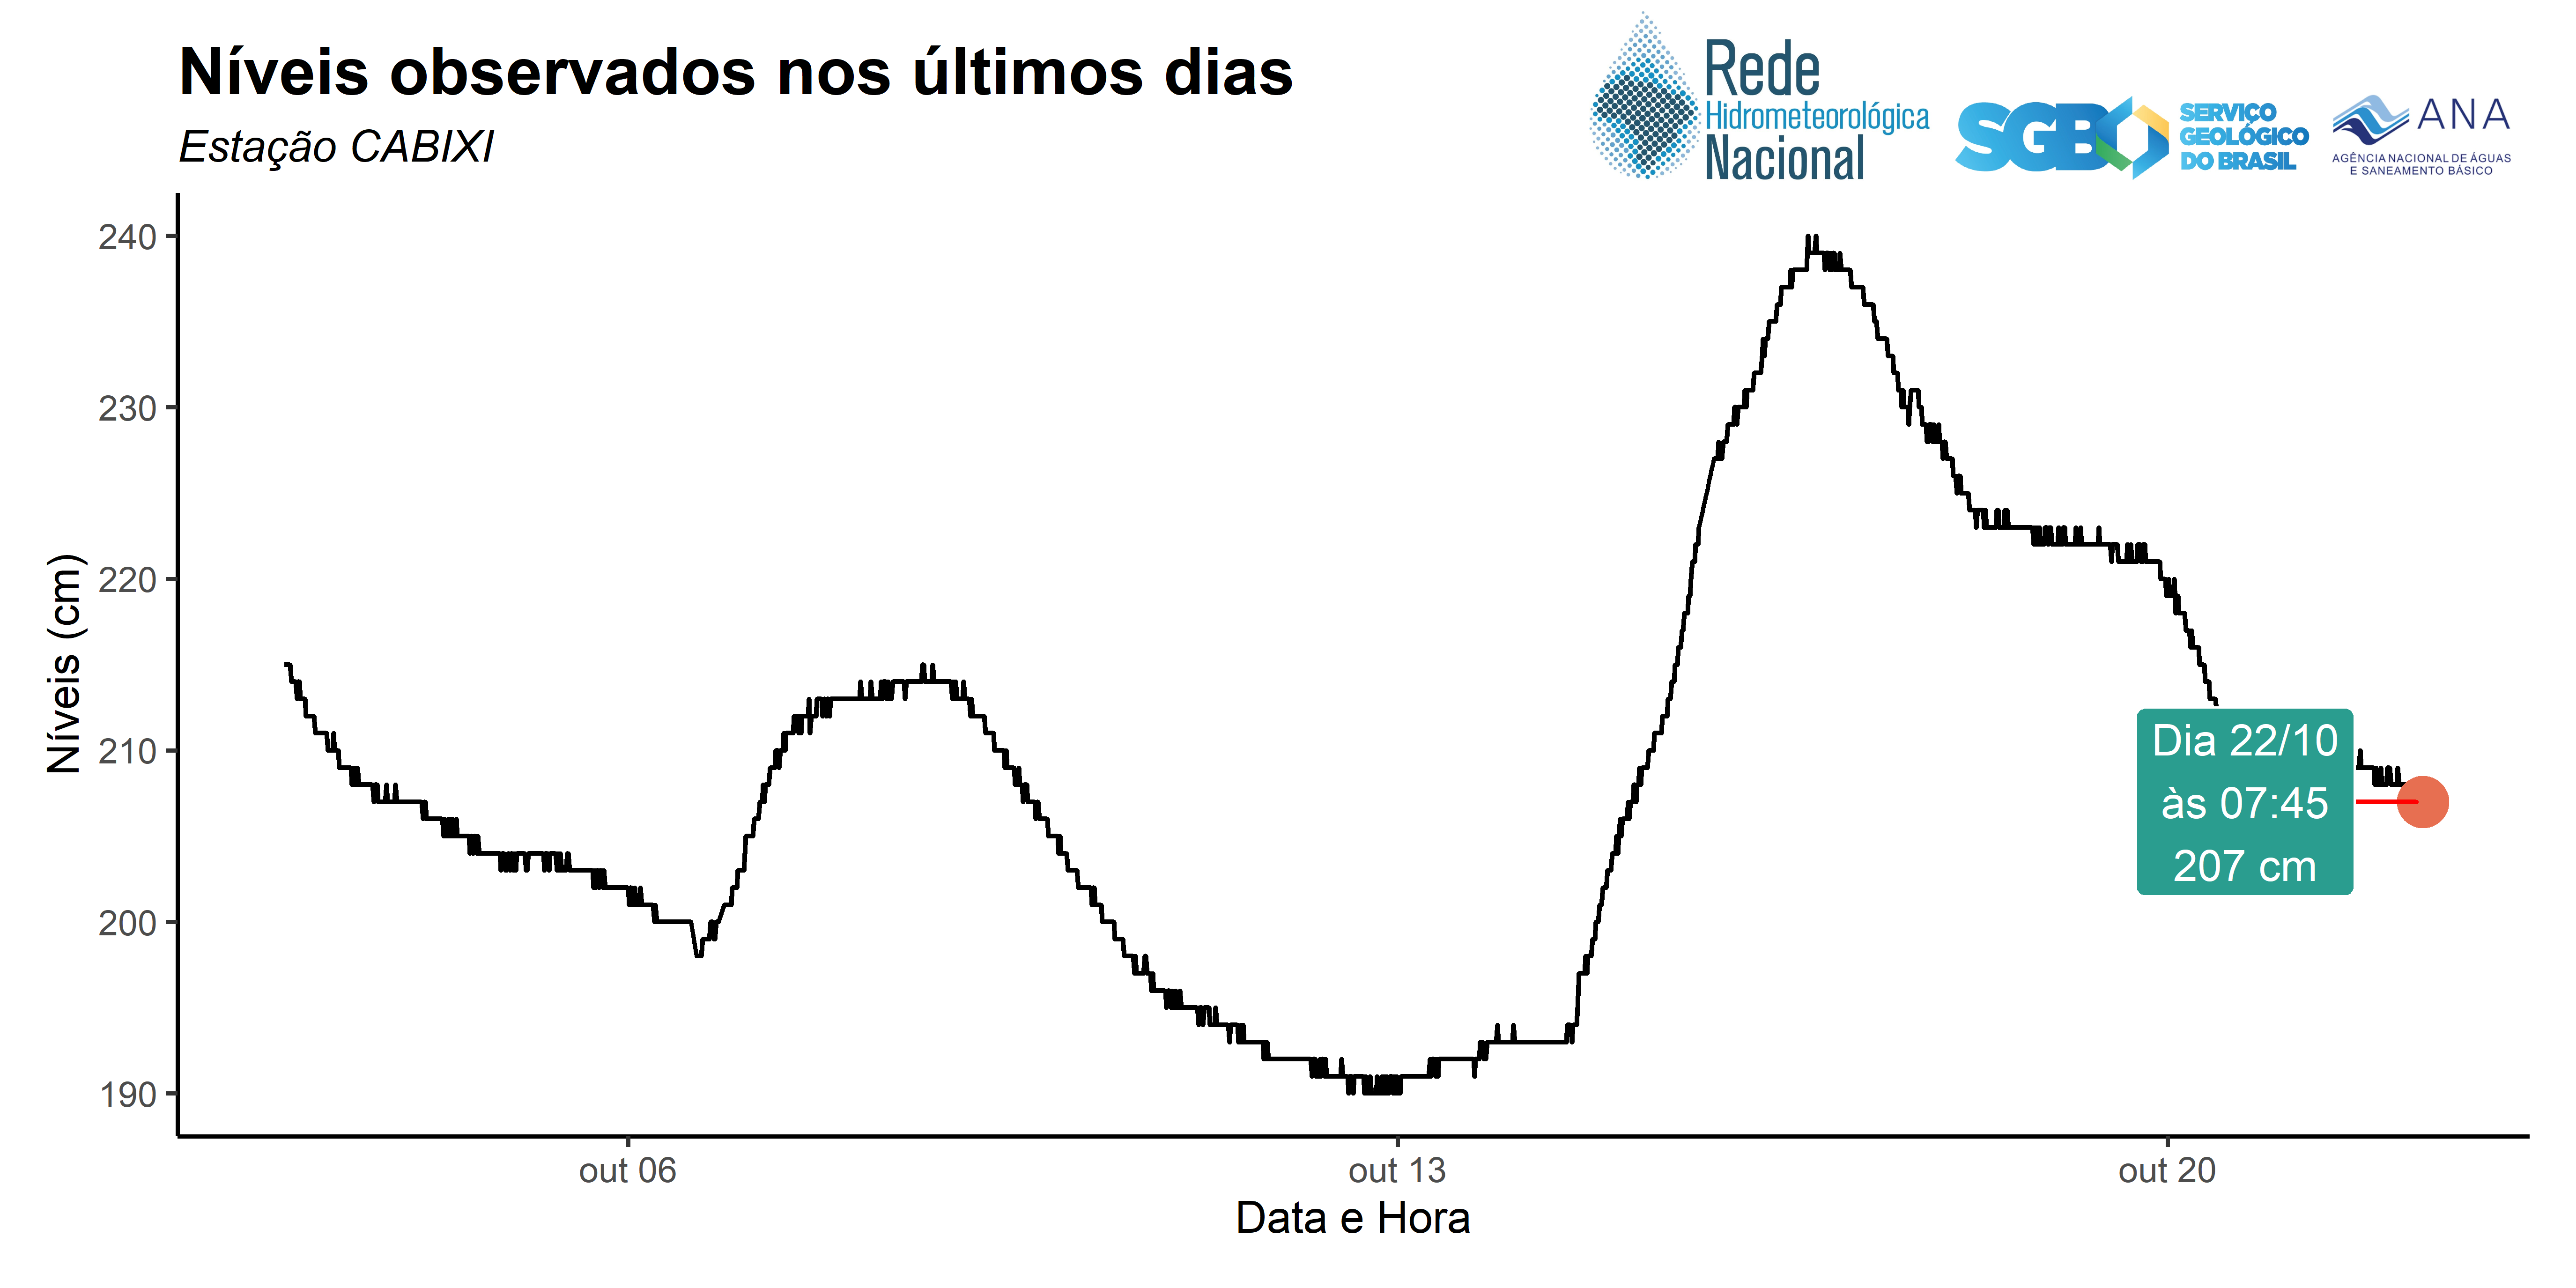 Níveis observados nos últimos dias
Estação CABIXI
Rede
Hidrometeorológica
Nacional
SGB
SERVIÇO
GEOLÓGICO
DO BRASIL
ANA
AGÊNCIA NACIONAL DE ÁGUAS
E SANEAMENTO BÁSICO
Níveis (cm)
240
230
220
210
200
190
Dia 22/10
às 07:45
207 cm
out 06
out 13
out 20
Data e Hora